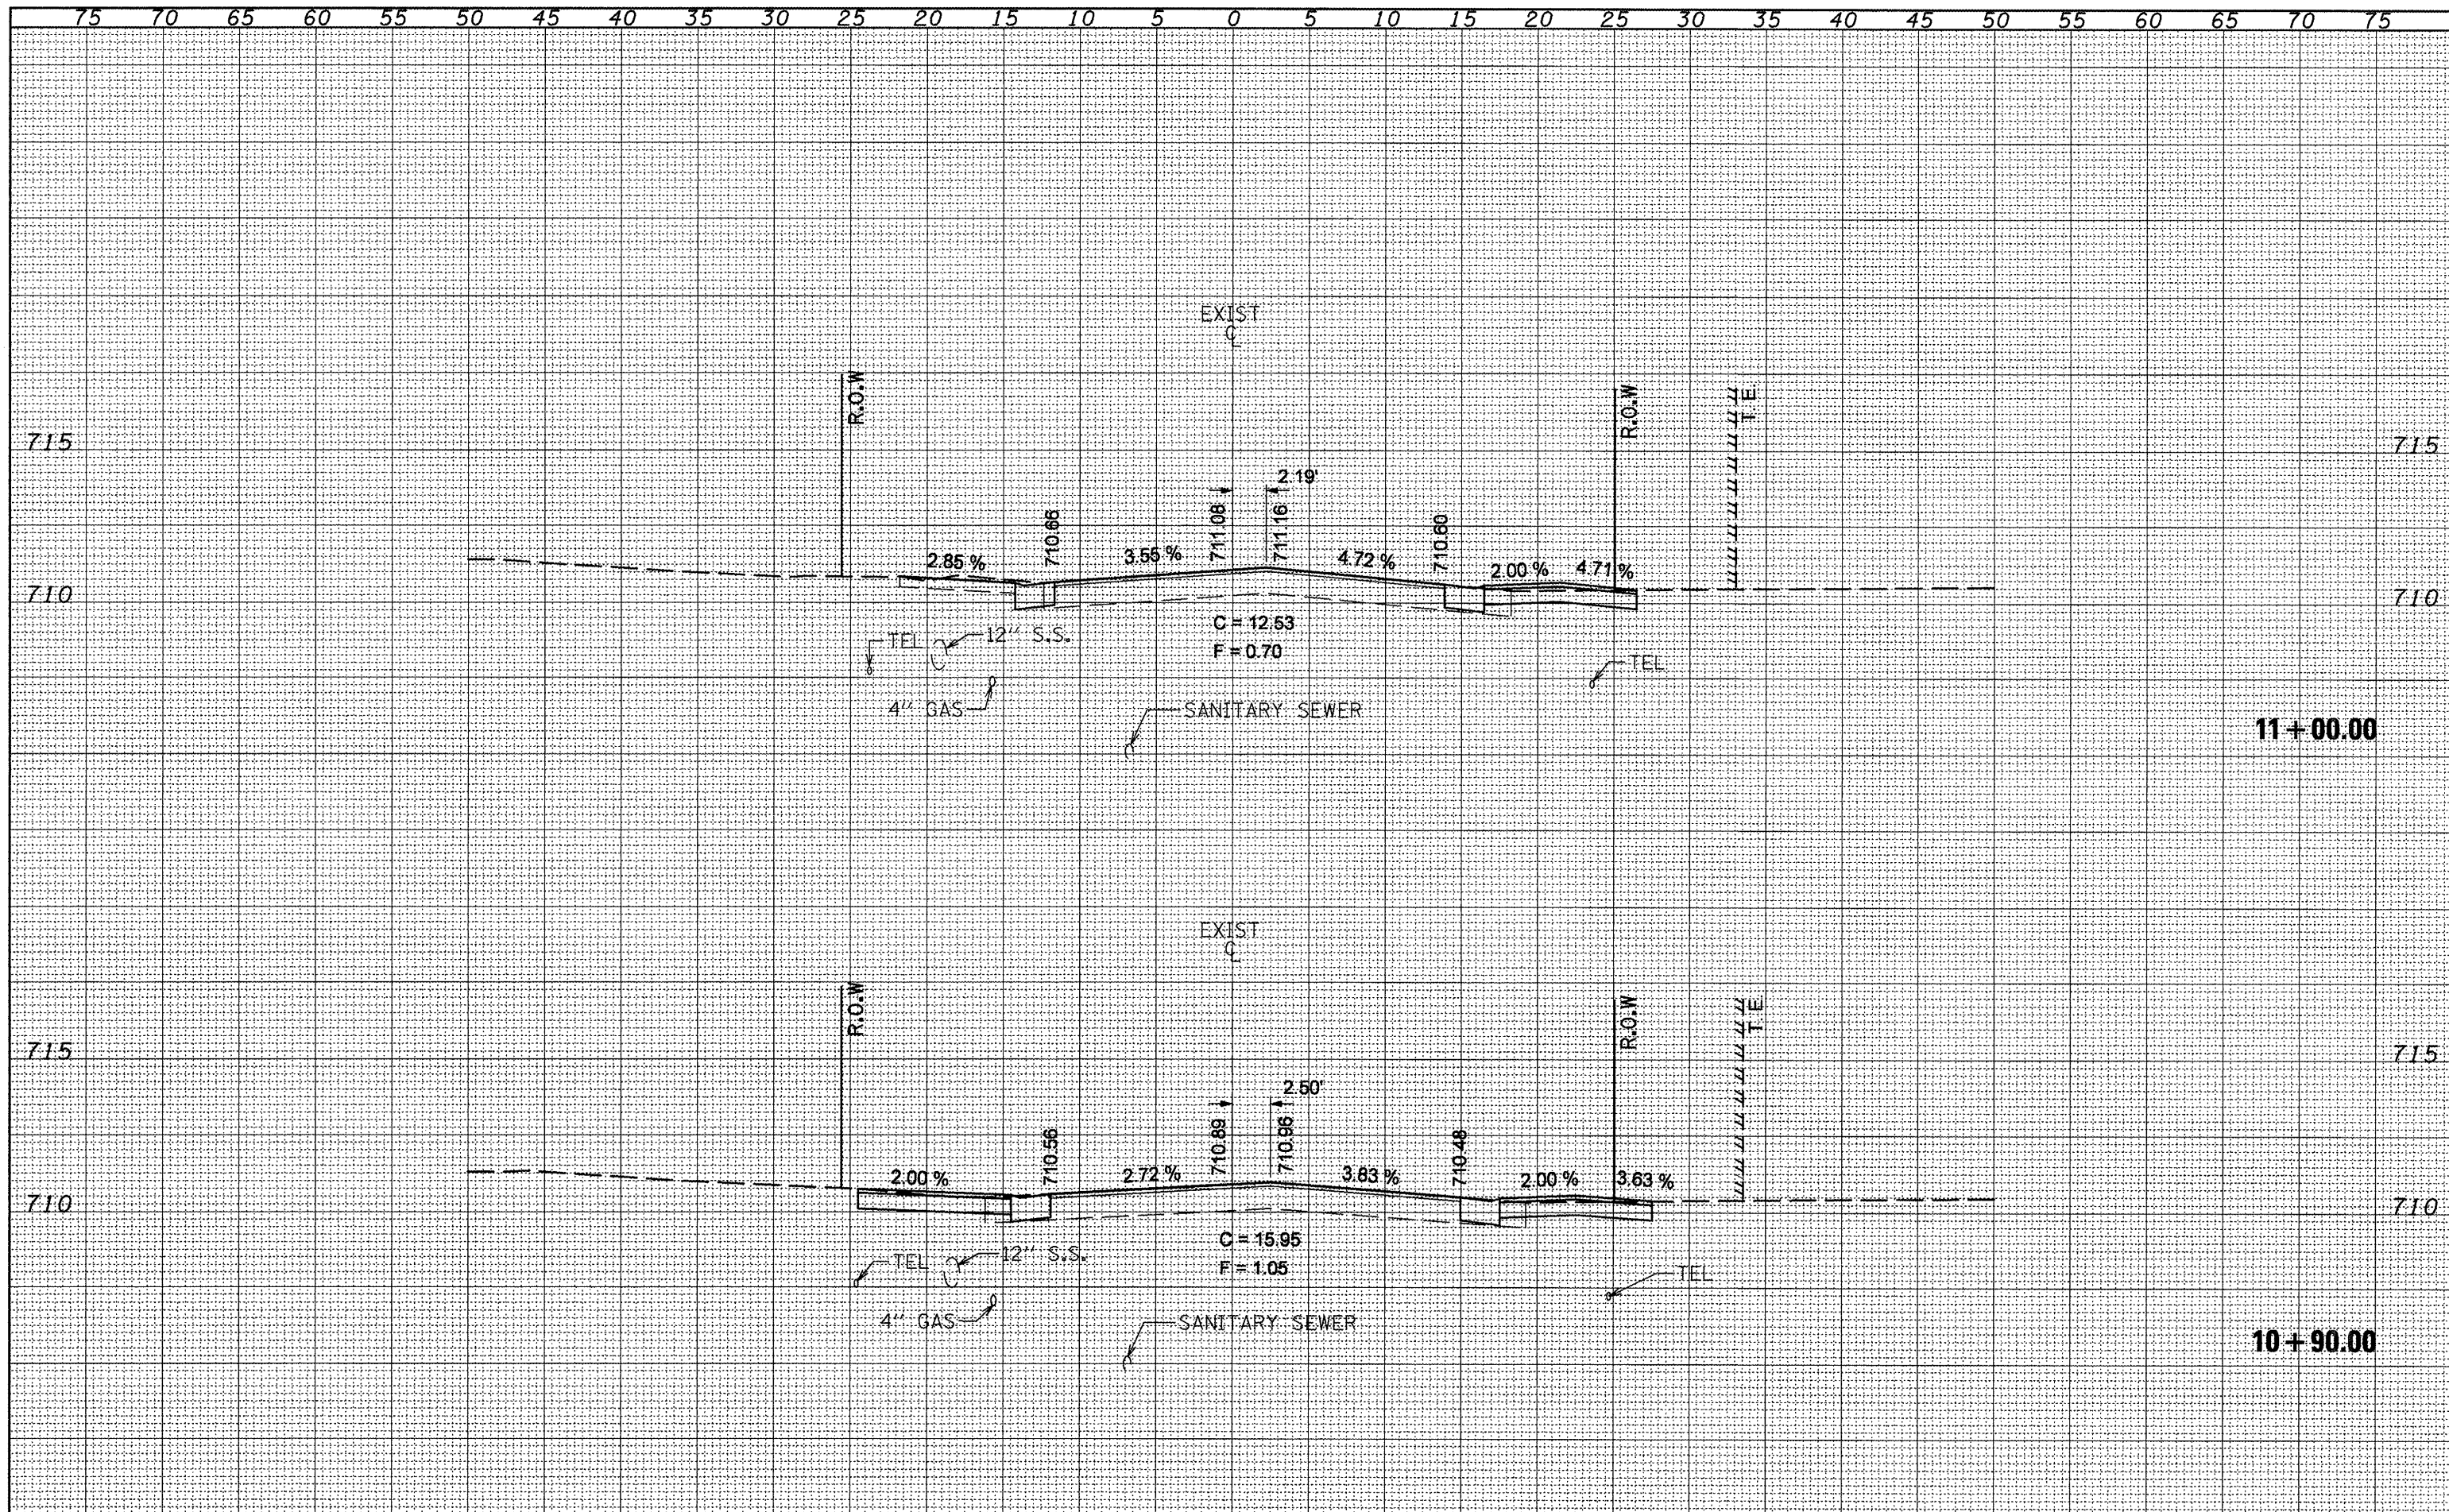 75 70 65 60 55 50 45 40 35 30 25 20 15 10 5 0 5 10 15 20 25 30 35 40 45 50 55 60 65 70 75
EXIST
CL
R.O.W
R.O.W
T.E.
715
715
2.19'
2.85 %
710.66
3.55 %
711.08
711.16
4.72 %
710.60
2.00 %
4.71 %
710
710
C = 12.53
F = 0.70
TEL
12" S.S.
TEL
4" GAS
SANITARY SEWER
11 + 00.00
EXIST
CL
R.O.W
R.O.W
T.E.
715
715
2.50'
2.00 %
710.56
2.72 %
710.89
710.96
3.83 %
710.48
2.00 %
3.63 %
710
710
C = 15.95
F = 1.05
TEL
12" S.S.
TEL
4" GAS
SANITARY SEWER
10 + 90.00